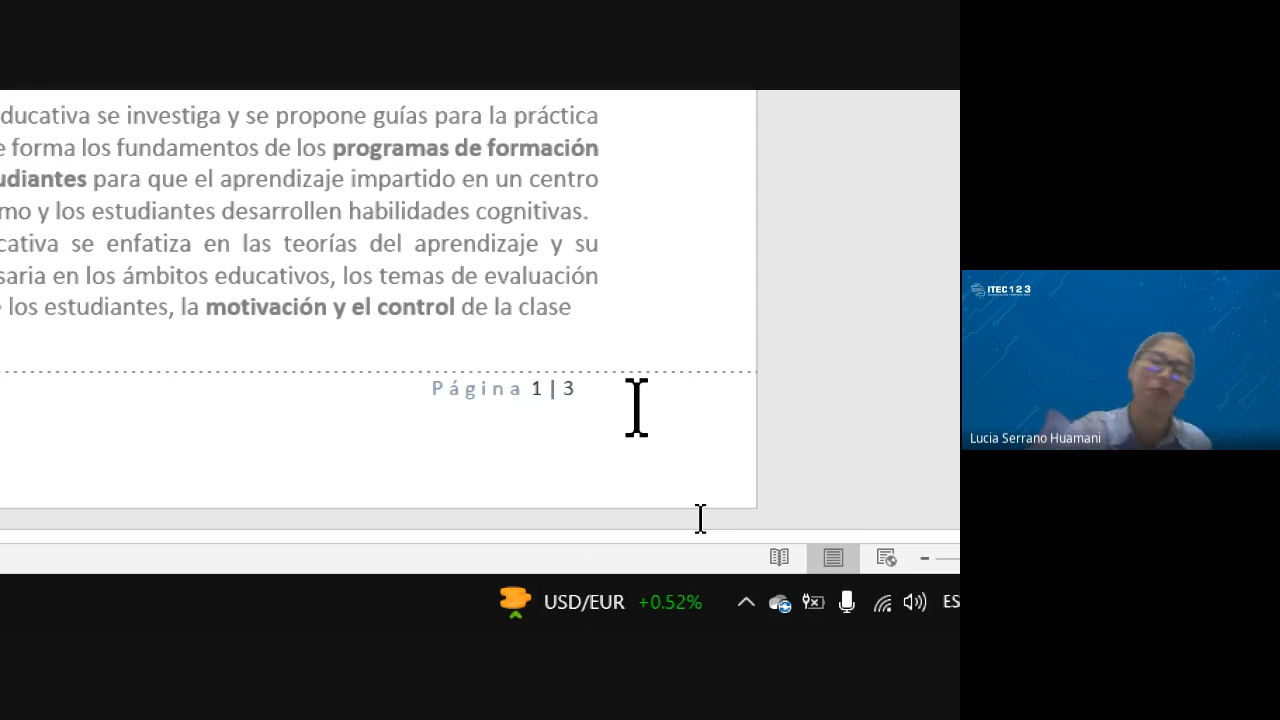 ducativa se investiga y se propone guías para la práctica
e forma los fundamentos de los programas de formación
udiantes para que el aprendizaje impartido en un centro
mo y los estudiantes desarrollen habilidades cognitivas.
cativa se enfatiza en las teorías del aprendizaje y su
saria en los ámbitos educativos, los temas de evaluación
e los estudiantes, la motivación y el control de la clase
Página 1 | 3
USD/EUR +0.52%
ES
ITEC 1 2 3
Lucia Serrano Huamani